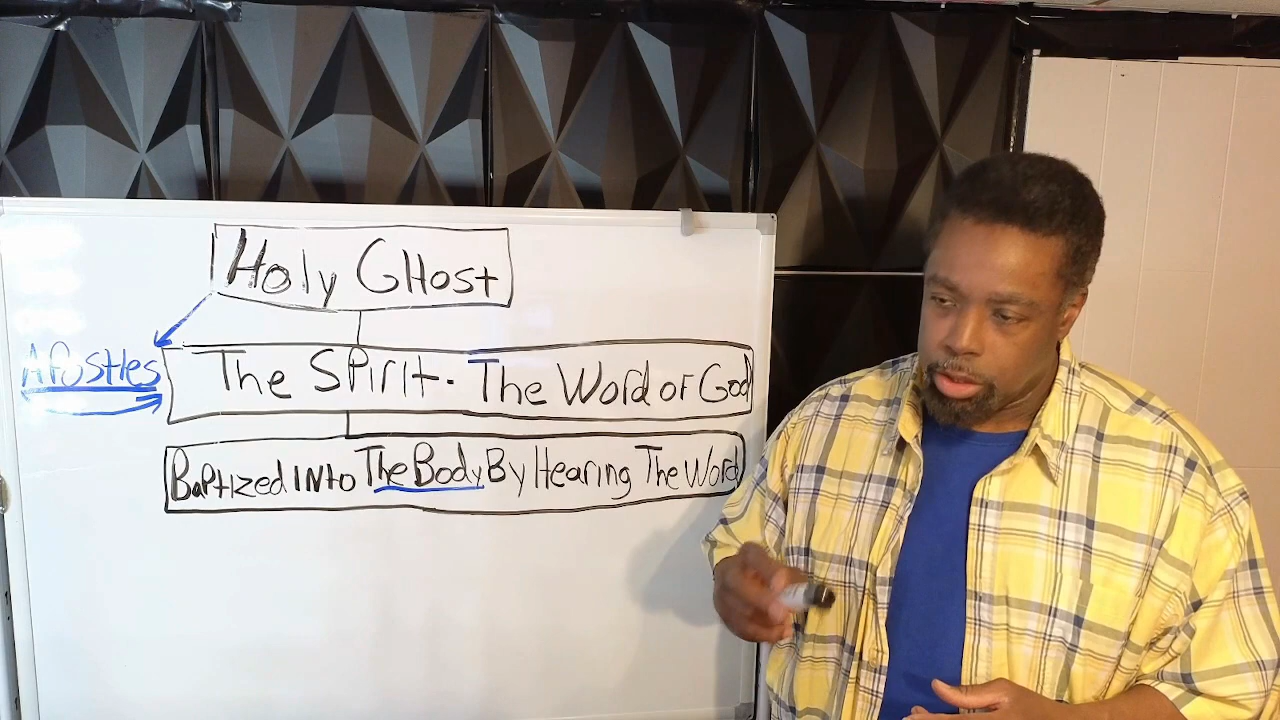 Holy GHost
Apostles
The SPirit. The Word of God
BaPtized INto The Body By Hearing The Word